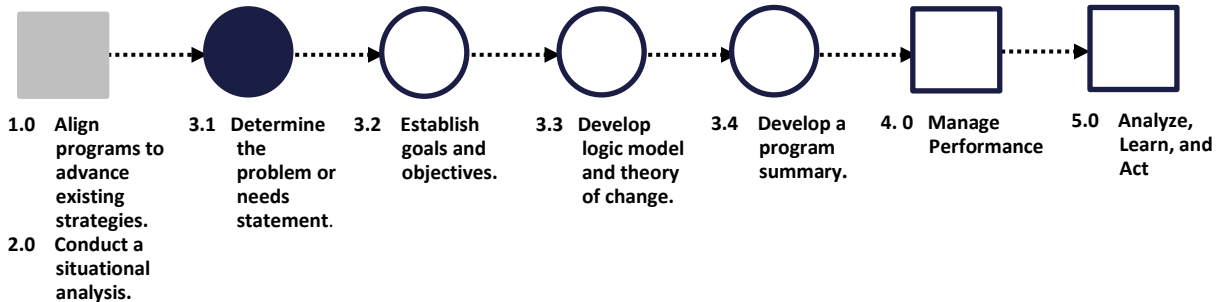 1.0 Align
programs to
advance
existing
strategies.
2.0 Conduct a
situational
analysis.
3.1 Determine
the
problem or
needs
statement.
3.2 Establish
goals and
objectives.
3.3 Develop
logic model
and theory
of change.
3.4 Develop a
program
summary.
4. 0 Manage
Performance
5.0 Analyze,
Learn, and
Act